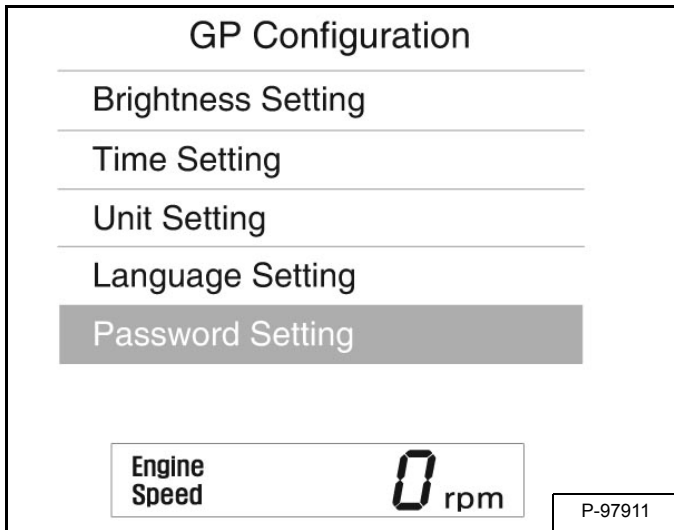 GP Configuration
Brightness Setting
Time Setting
Unit Setting
Language Setting
Password Setting
Engine
Speed
0 rpm
P-97911